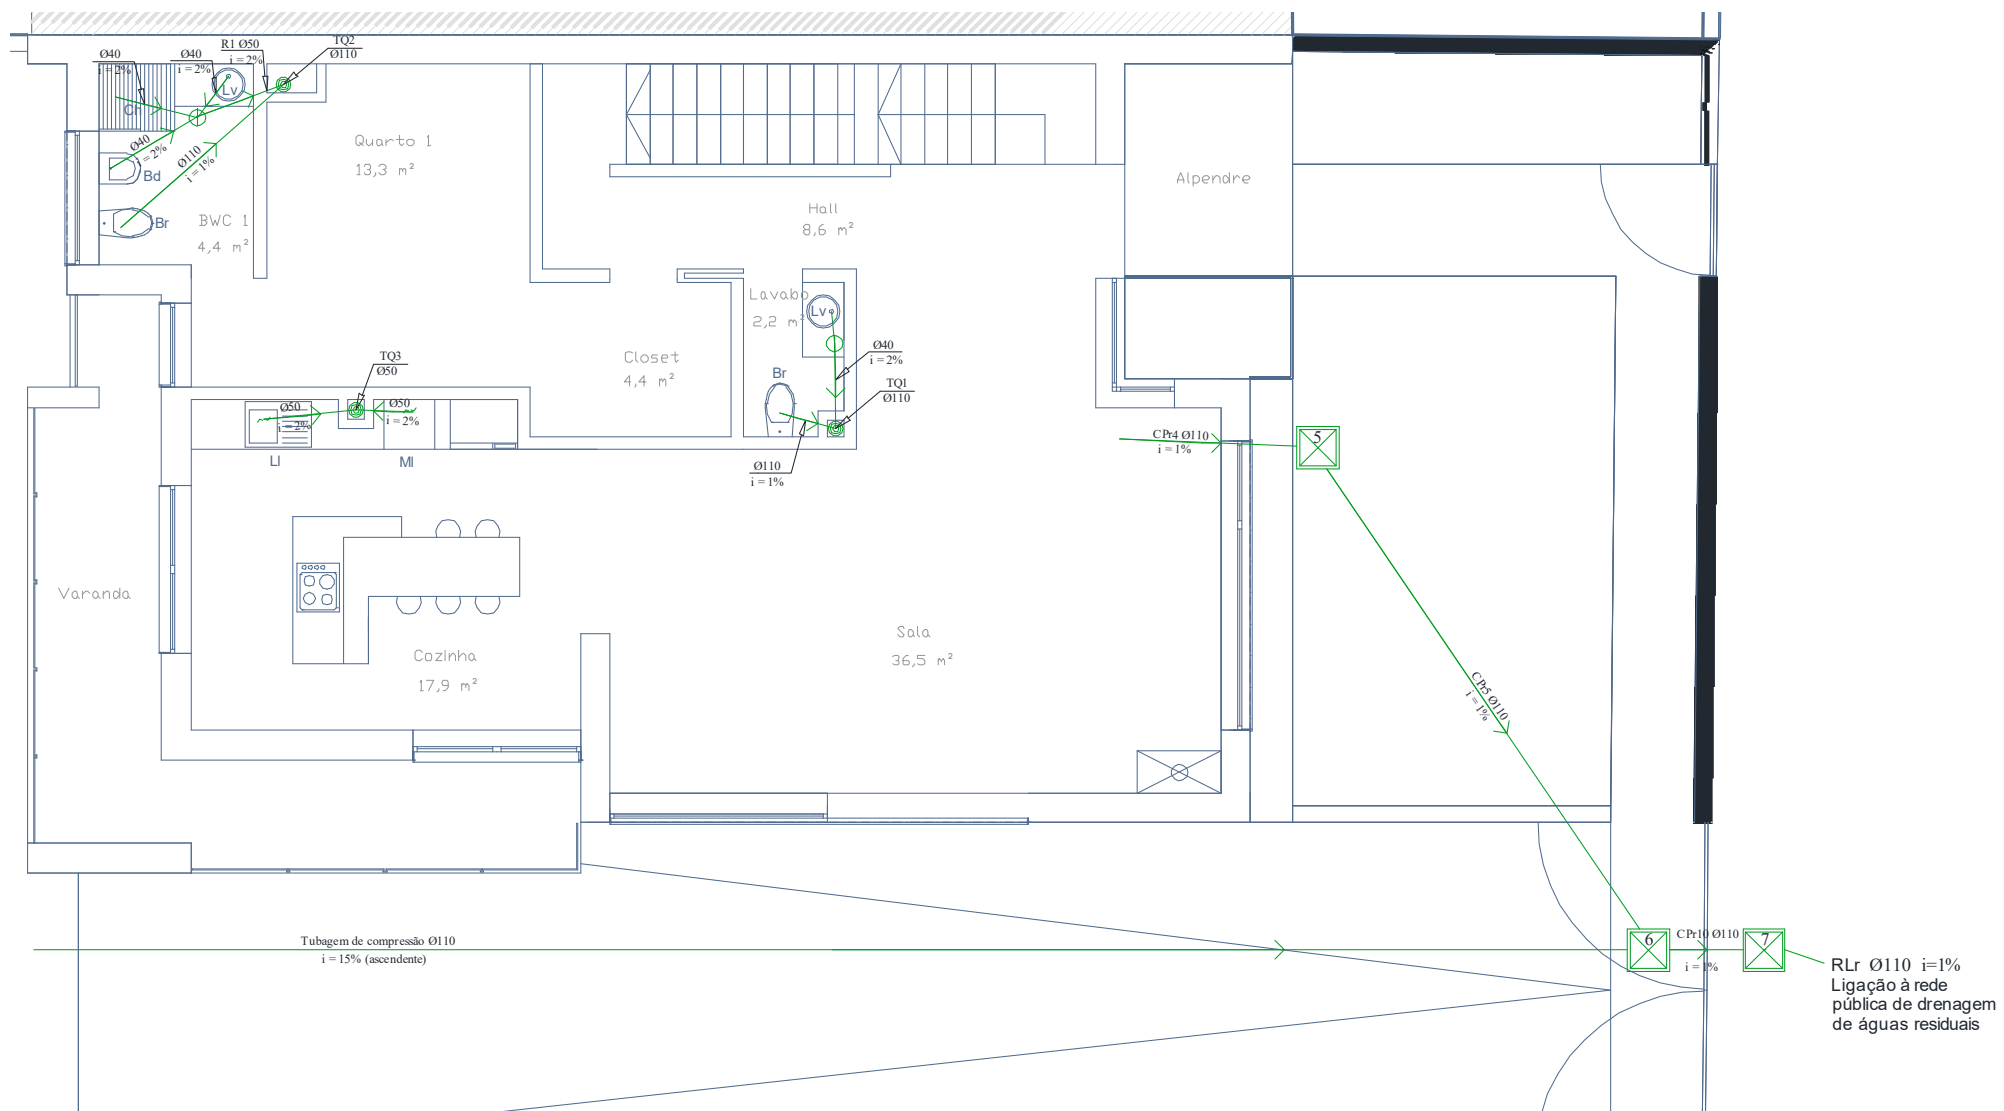 Ø40
i = 2%
Ø40
i = 2%
R1 Ø50
i = 2%
TQ2
Ø110
Lv
Ch
Ø40
i = 2%
Ø110
i = 1%
Bd
Br
BWC 1
4,4 m²
Quarto 1
13,3 m²
Hall
8,6 m²
Alpendre
Lavabo
2,2 m²
Lv
Closet
4,4 m²
Br
Ø40
i = 2%
TQ1
Ø110
Ø110
i = 1%
TQ3
Ø50
Ø50
i = 2%
Ø50
i = 2%
Ll
Ml
CPr4 Ø110
i = 1%
5
Varanda
Cozinha
17,9 m²
Sala
36,5 m²
CPr5 Ø110
i = 1%
Tubagem de compressão Ø110
i = 15% (ascendente)
6
CPr10 Ø110
i = 1%
7
RLr Ø110 i=1%
Ligação à rede
pública de drenagem
de águas residuais